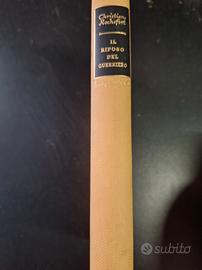 Christiane
Rochefort
IL
RIPOSO
DEL
GUERRIERO
subito